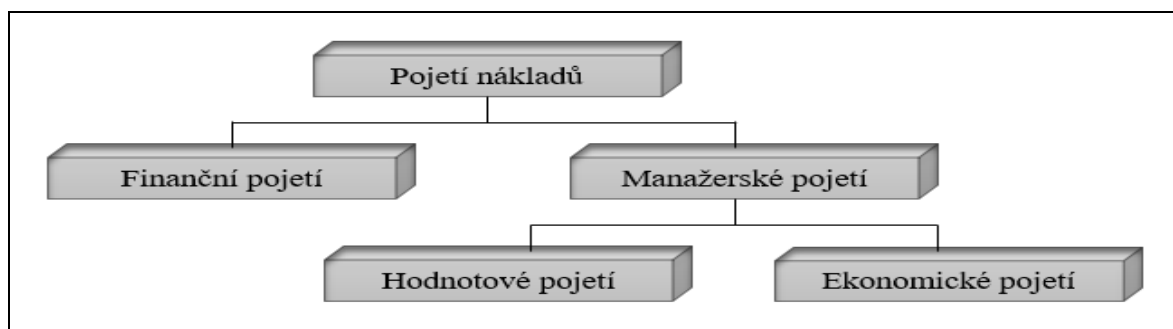 Pojetí nákladů
Finanční pojetí
Manažerské pojetí
Hodnotové pojetí
Ekonomické pojetí